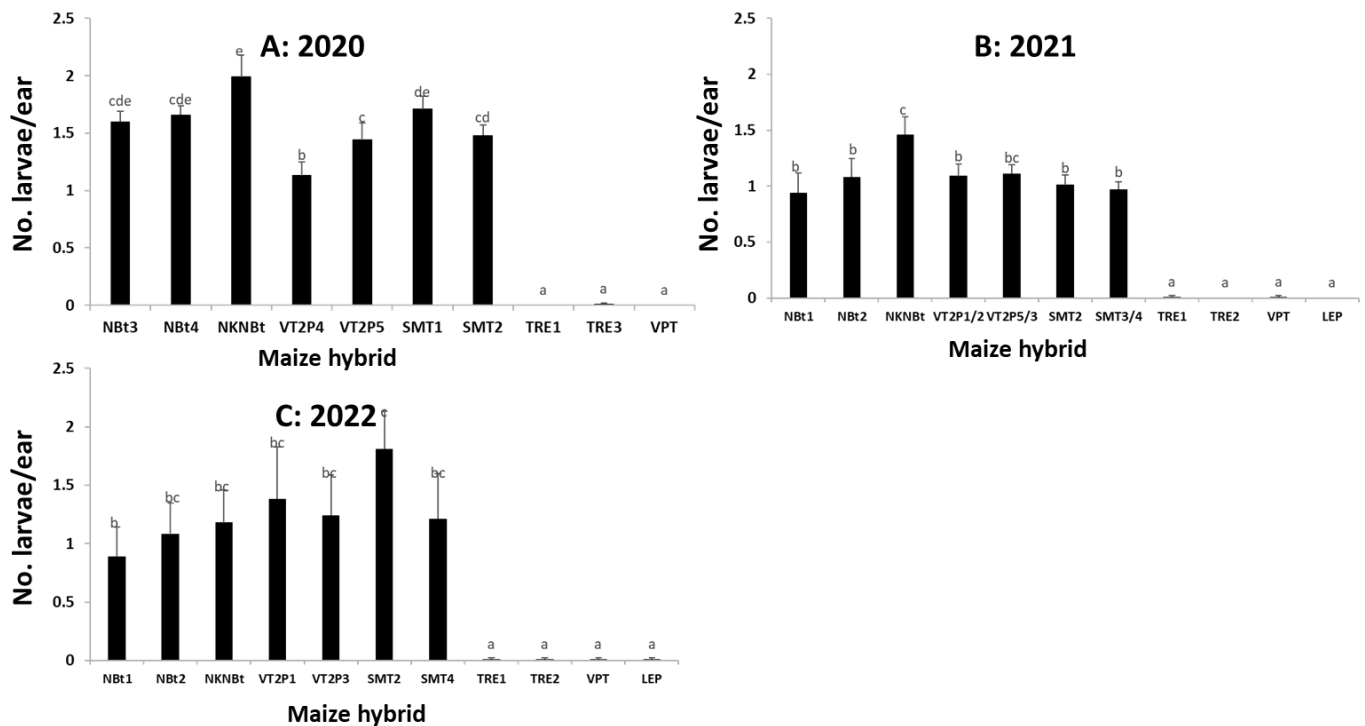 A: 2020
No. larvae/ear
2.5
2
1.5
1
0.5
0
cde cde e b c de cd a a a
NBt3 NBt4 NKNBt VT2P4 VT2P5 SMT1 SMT2 TRE1 TRE3 VPT
Maize hybrid
B: 2021
No. larvae/ear
2.5
2
1.5
1
0.5
0
b b c b bc b b a a a a
NBt1 NBt2 NKNBt VT2P1/2 VT2P5/3 SMT2 SMT3/4 TRE1 TRE2 VPT LEP
Maize hybrid
C: 2022
No. larvae/ear
2.5
2
1.5
1
0.5
0
b bc bc bc bc c bc a a a a
NBt1 NBt2 NKNBt VT2P1 VT2P3 SMT2 SMT4 TRE1 TRE2 VPT LEP
Maize hybrid